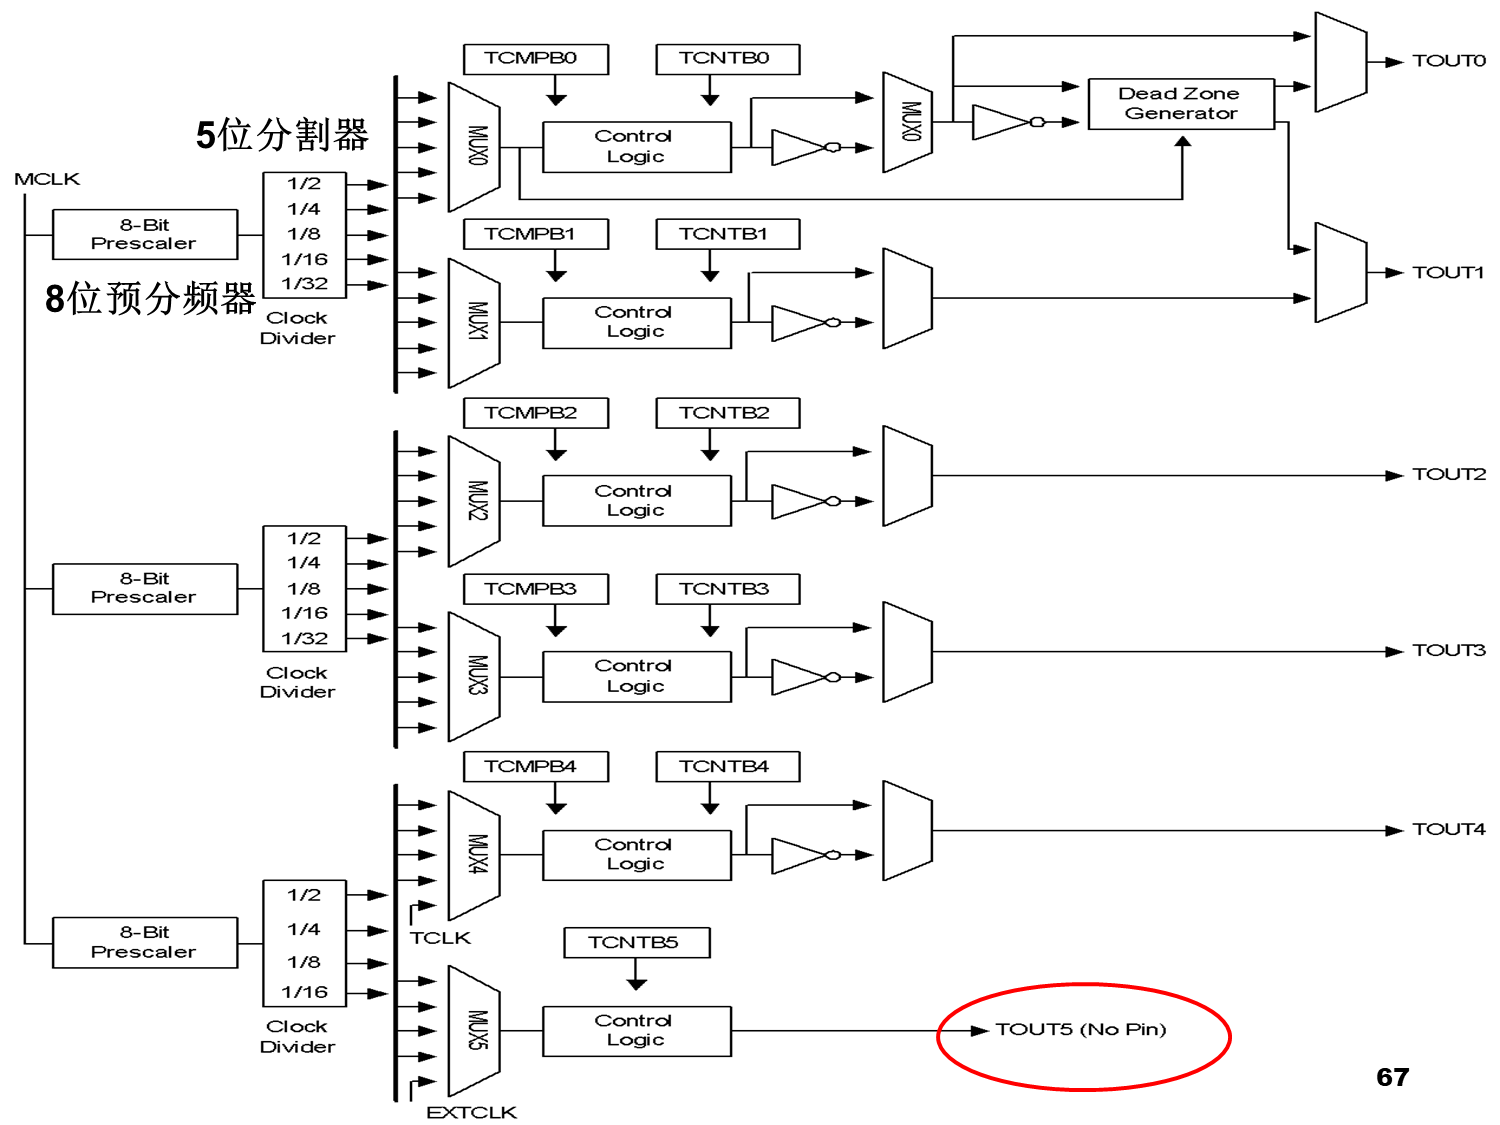 TCMPB0
TCNTB0
TOUT0
5位分割器
MUX0
Control
Logic
MUX0
Dead Zone
Generator
MCLK
8-Bit
Prescaler
1/2
1/4
1/8
1/16
1/32
Clock
Divider
8位预分频器
TCMPB1
TCNTB1
MUX1
Control
Logic
TOUT1
TCMPB2
TCNTB2
MUX2
Control
Logic
TOUT2
8-Bit
Prescaler
1/2
1/4
1/8
1/16
1/32
Clock
Divider
TCMPB3
TCNTB3
MUX3
Control
Logic
TOUT3
TCMPB4
TCNTB4
MUX4
Control
Logic
TOUT4
TCLK
8-Bit
Prescaler
1/2
1/4
1/8
1/16
Clock
Divider
TCNTB5
MUX5
Control
Logic
TOUT5 (No Pin)
EXTCLK
67